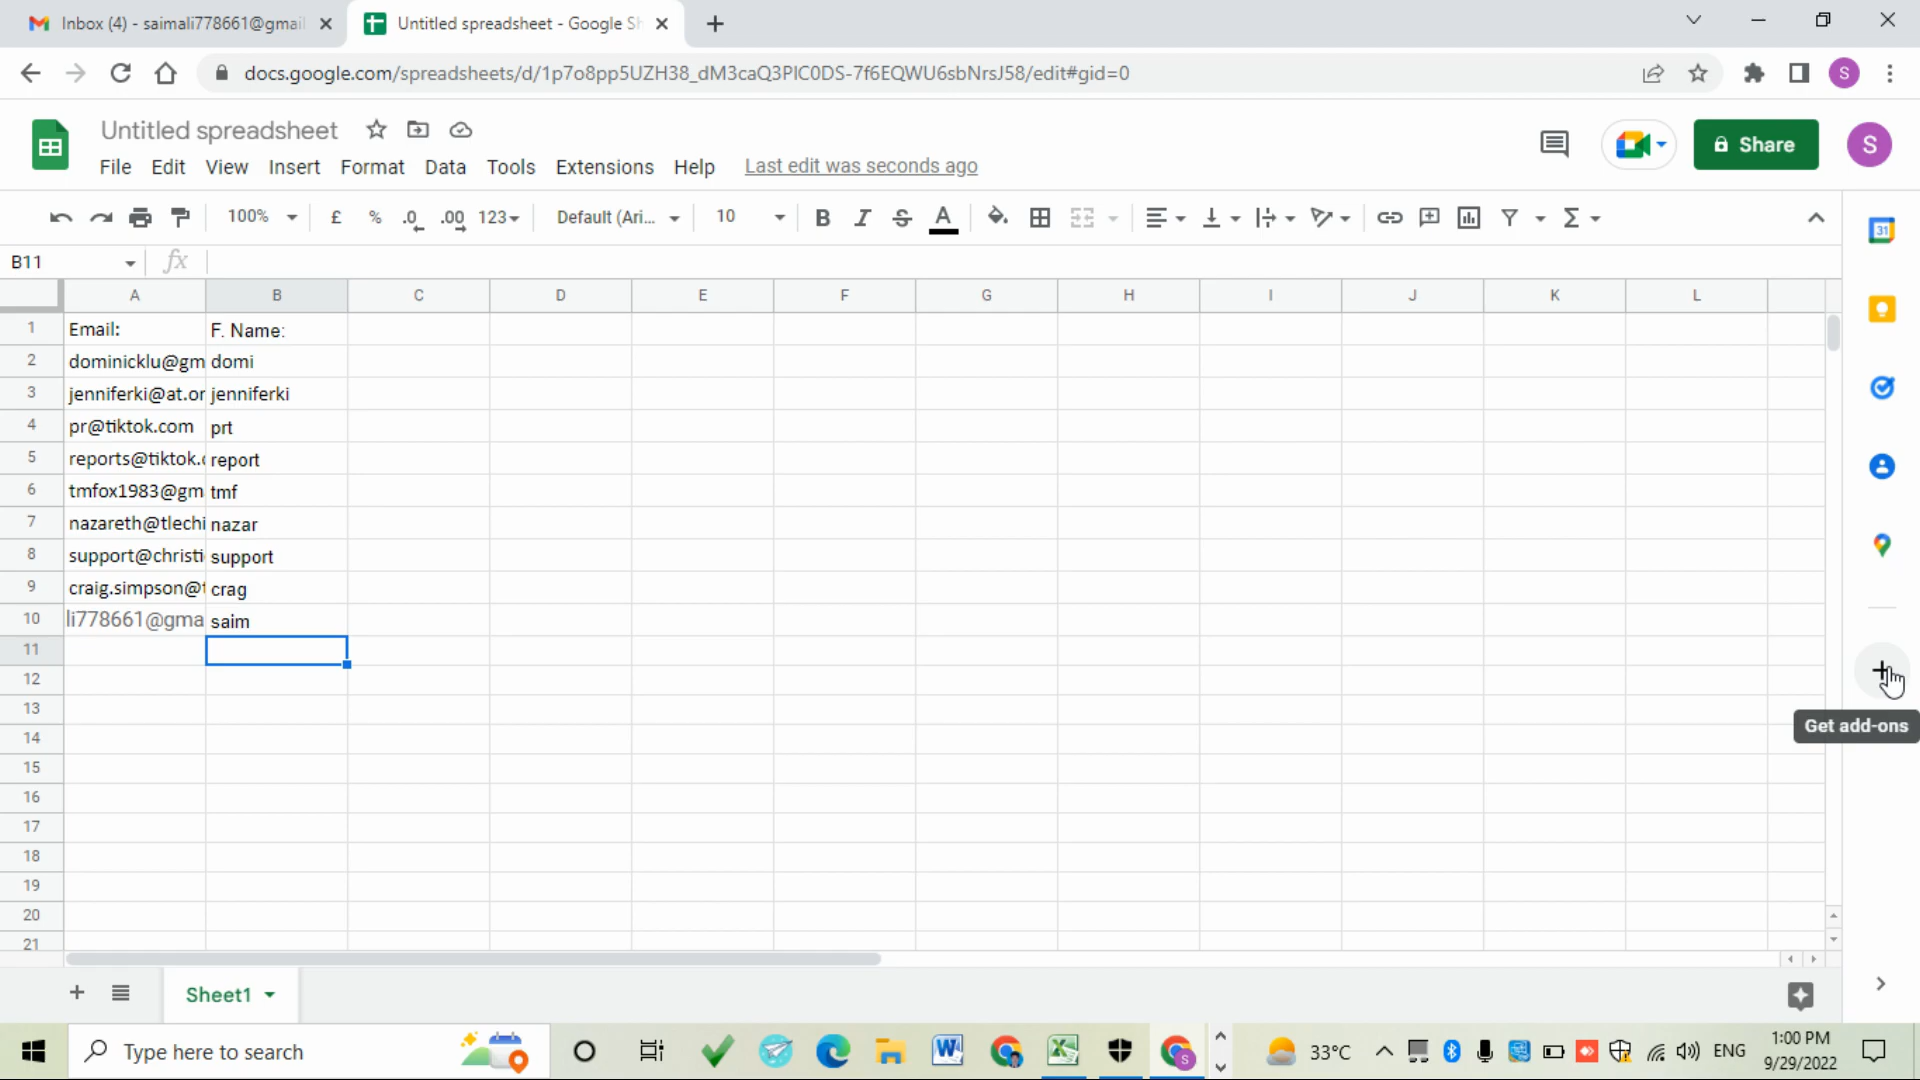 Inbox (4) - saimali778661@gmail
Untitled spreadsheet - Google Sh
docs.google.com/spreadsheets/d/1p7o8pp5UZH38_dM3caQ3PIC0DS-7f6EQWU6sbNrsJ58/edit#gid=0
S
Untitled spreadsheet
Share
S
File Edit View Insert Format Data Tools Extensions Help Last edit was seconds ago
100% £ % .0 .00 123 Default (Ari... 10 B I S A Σ
31
B11 fx
A B C D E F G H I J K L
1 Email: F. Name:
2 dominicklu@gm domi
3 jenniferki@at.or jenniferki
4 pr@tiktok.com prt
5 reports@tiktok.c report
6 tmfox1983@gm tmf
7 nazareth@tlechi nazar
8 support@christi support
9 craig.simpson@t crag
10 li778661@gma saim
11
12
Get add-ons
13
14
15
16
17
18
19
20
21
Sheet1
Type here to search
33°C
ENG
1:00 PM
9/29/2022